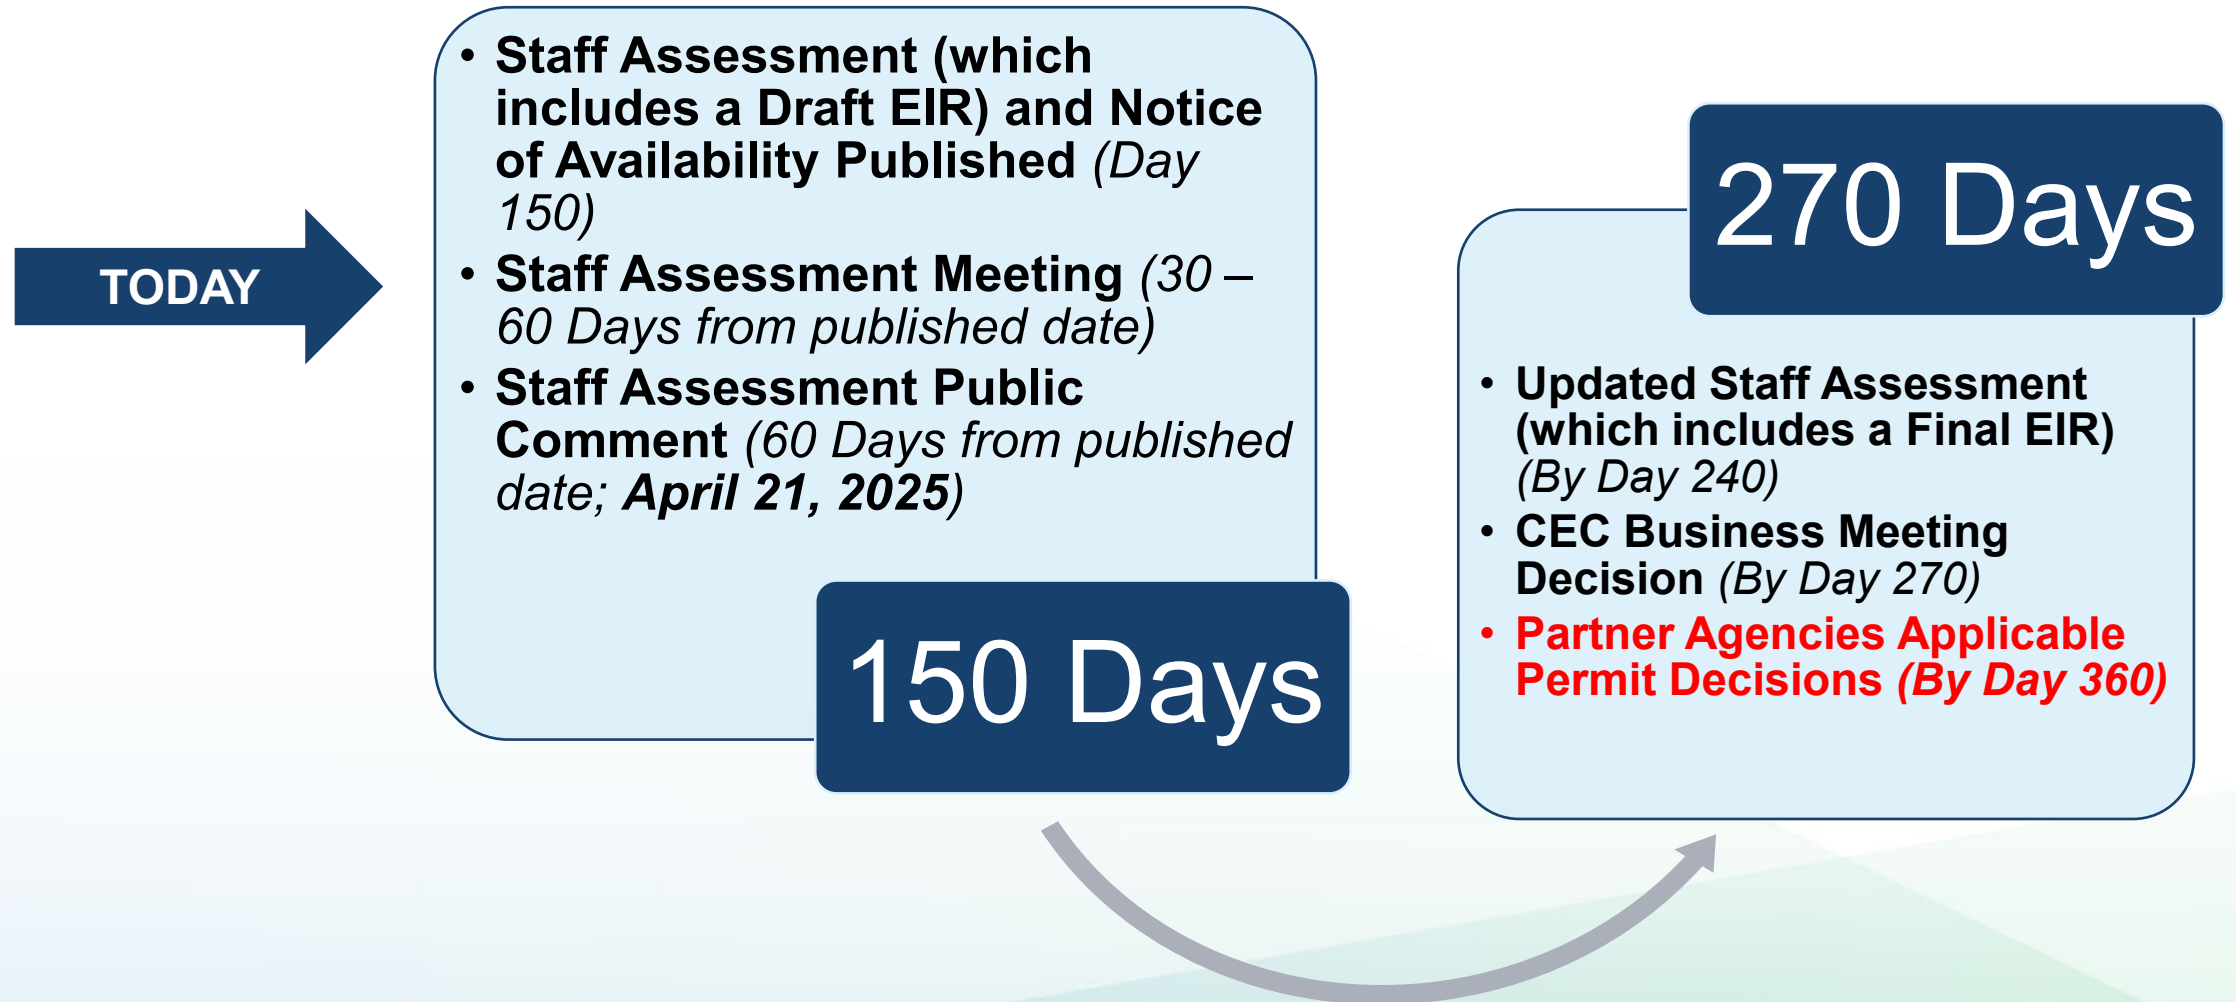 TODAY
• Staff Assessment (which
includes a Draft EIR) and Notice
of Availability Published (Day
150)
• Staff Assessment Meeting (30 –
60 Days from published date)
• Staff Assessment Public
Comment (60 Days from published
date; April 21, 2025)
150 Days
270 Days
• Updated Staff Assessment
(which includes a Final EIR)
(By Day 240)
• CEC Business Meeting
Decision (By Day 270)
• Partner Agencies Applicable
Permit Decisions (By Day 360)